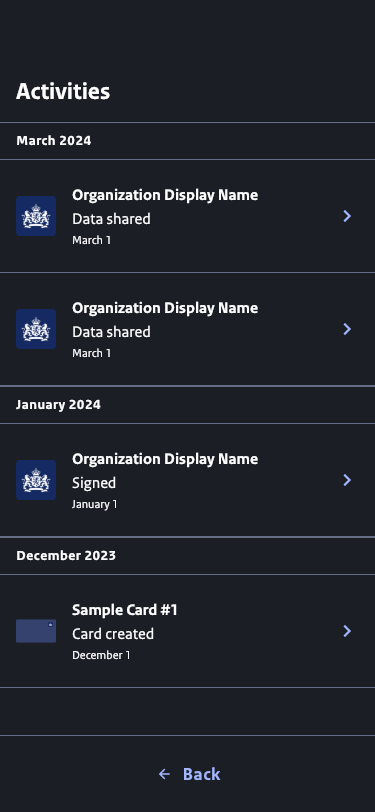 Activities
March 2024
Organization Display Name
Data shared
March 1
Organization Display Name
Data shared
March 1
January 2024
Organization Display Name
Signed
January 1
December 2023
Sample Card #1
Card created
December 1
Back